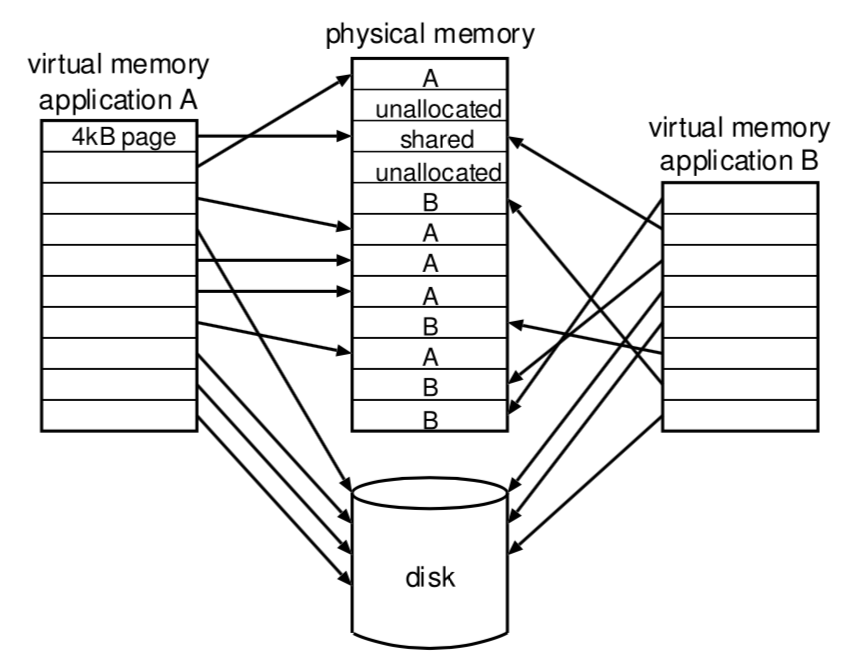 physical memory
virtual memory
application A
4kB page
A
unallocated
shared
unallocated
B
A
A
A
B
A
B
B
virtual memory
application B
disk